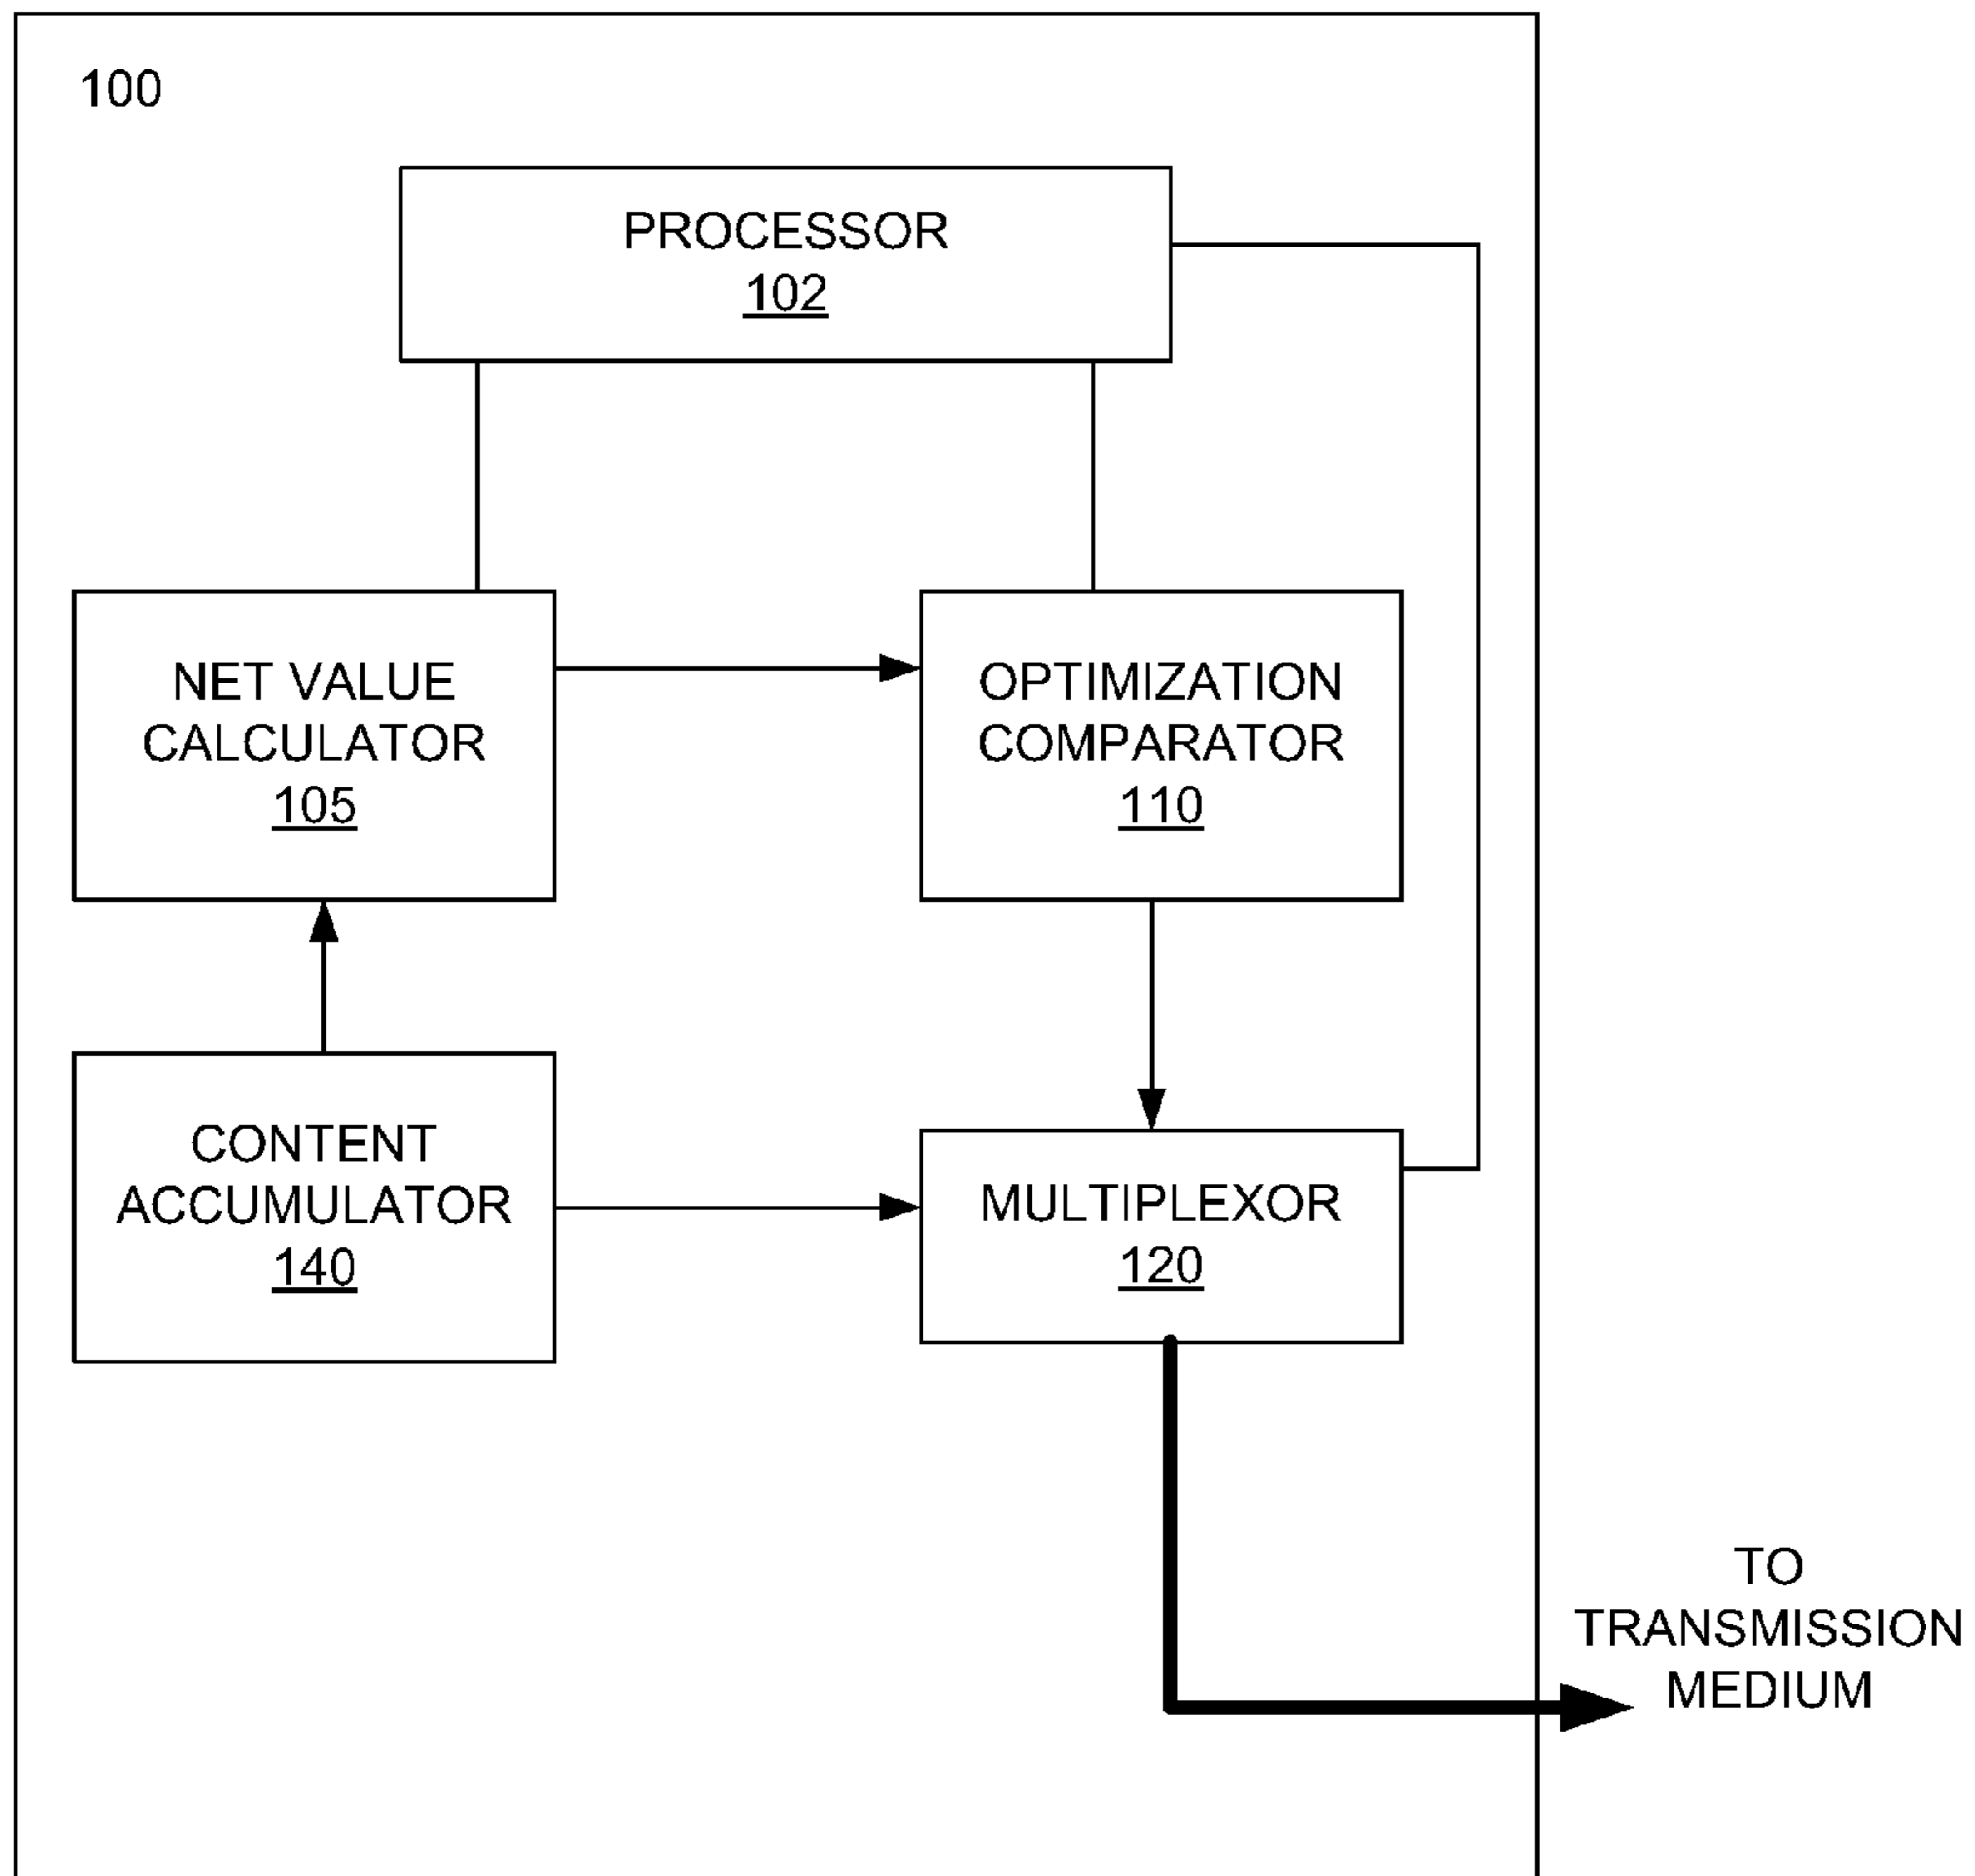 100
PROCESSOR
102
NET VALUE
CALCULATOR
105
OPTIMIZATION
COMPARATOR
110
CONTENT
ACCUMULATOR
140
MULTIPLEXOR
120
TO
TRANSMISSION
MEDIUM